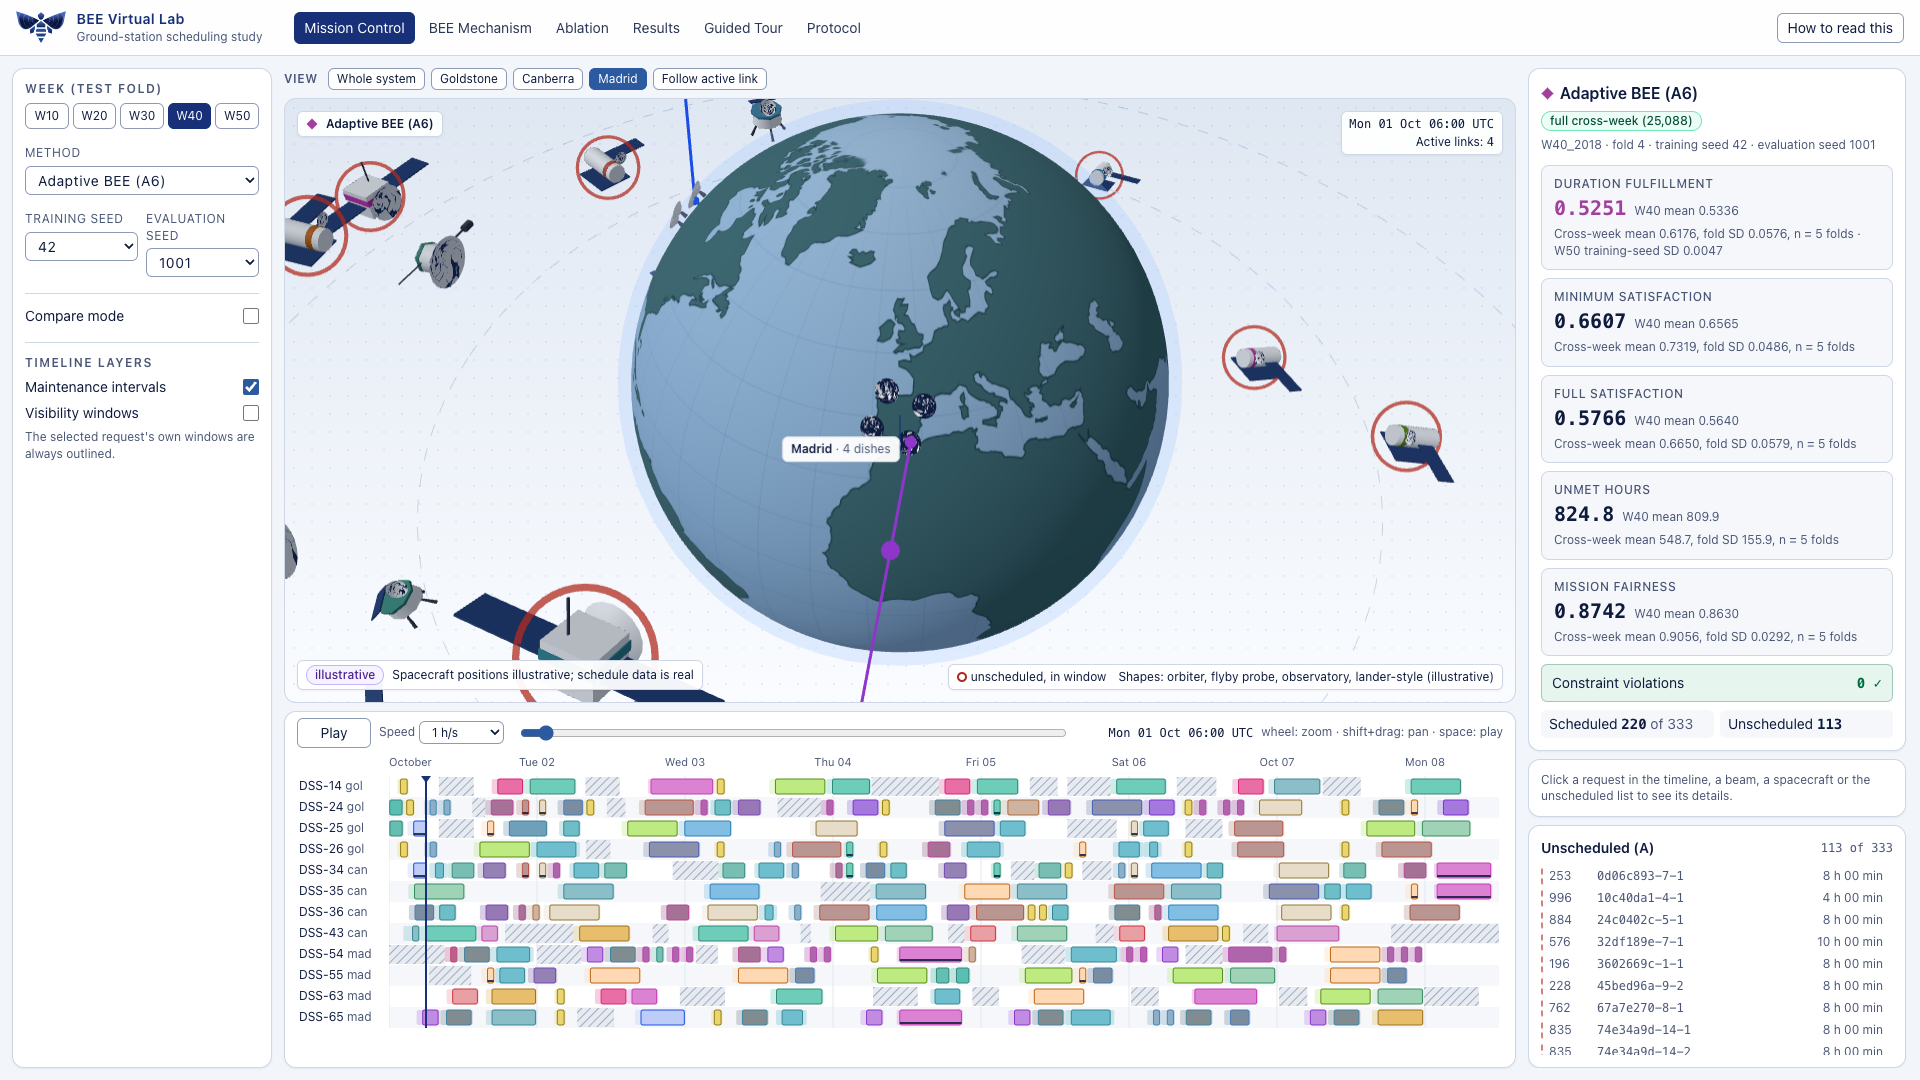 BEE Virtual Lab
Ground-station scheduling study
Mission Control
BEE Mechanism
Ablation
Results
Guided Tour
Protocol
How to read this
WEEK (TEST FOLD)
W10 W20 W30 W40 W50
METHOD
Adaptive BEE (A6)
TRAINING SEED
42
EVALUATION SEED
1001
Compare mode
TIMELINE LAYERS
Maintenance intervals
Visibility windows
The selected request's own windows are
always outlined.
VIEW Whole system Goldstone Canberra Madrid Follow active link
Adaptive BEE (A6)
Mon 01 Oct 06:00 UTC
Active links: 4
Madrid · 4 dishes
illustrative Spacecraft positions illustrative; schedule data is real
unscheduled, in window Shapes: orbiter, flyby probe, observatory, lander-style (illustrative)
Play Speed 1 h/s
Mon 01 Oct 06:00 UTC wheel: zoom · shift+drag: pan · space: play
October Tue 02 Wed 03 Thu 04 Fri 05 Sat 06 Oct 07 Mon 08
DSS-14 gol
DSS-24 gol
DSS-25 gol
DSS-26 gol
DSS-34 can
DSS-35 can
DSS-36 can
DSS-43 can
DSS-54 mad
DSS-55 mad
DSS-63 mad
DSS-65 mad
Adaptive BEE (A6)
full cross-week (25,088)
W40_2018 · fold 4 · training seed 42 · evaluation seed 1001
DURATION FULFILLMENT
0.5251 W40 mean 0.5336
Cross-week mean 0.6176, fold SD 0.0576, n = 5 folds ·
W50 training-seed SD 0.0047
MINIMUM SATISFACTION
0.6607 W40 mean 0.6565
Cross-week mean 0.7319, fold SD 0.0486, n = 5 folds
FULL SATISFACTION
0.5766 W40 mean 0.5640
Cross-week mean 0.6650, fold SD 0.0579, n = 5 folds
UNMET HOURS
824.8 W40 mean 809.9
Cross-week mean 548.7, fold SD 155.9, n = 5 folds
MISSION FAIRNESS
0.8742 W40 mean 0.8630
Cross-week mean 0.9056, fold SD 0.0292, n = 5 folds
Constraint violations 0 ✓
Scheduled 220 of 333 Unscheduled 113
Click a request in the timeline, a beam, a spacecraft or the
unscheduled list to see its details.
Unscheduled (A) 113 of 333
253 0d06c893-7-1 8 h 00 min
996 10c40da1-4-1 4 h 00 min
884 24c0402c-5-1 8 h 00 min
576 32df189e-7-1 10 h 00 min
196 3602669c-1-1 8 h 00 min
228 45bed96a-9-2 8 h 00 min
762 67a7e270-8-1 8 h 00 min
835 74e34a9d-14-1 8 h 00 min
835 74e34a9d-14-2 8 h 00 min